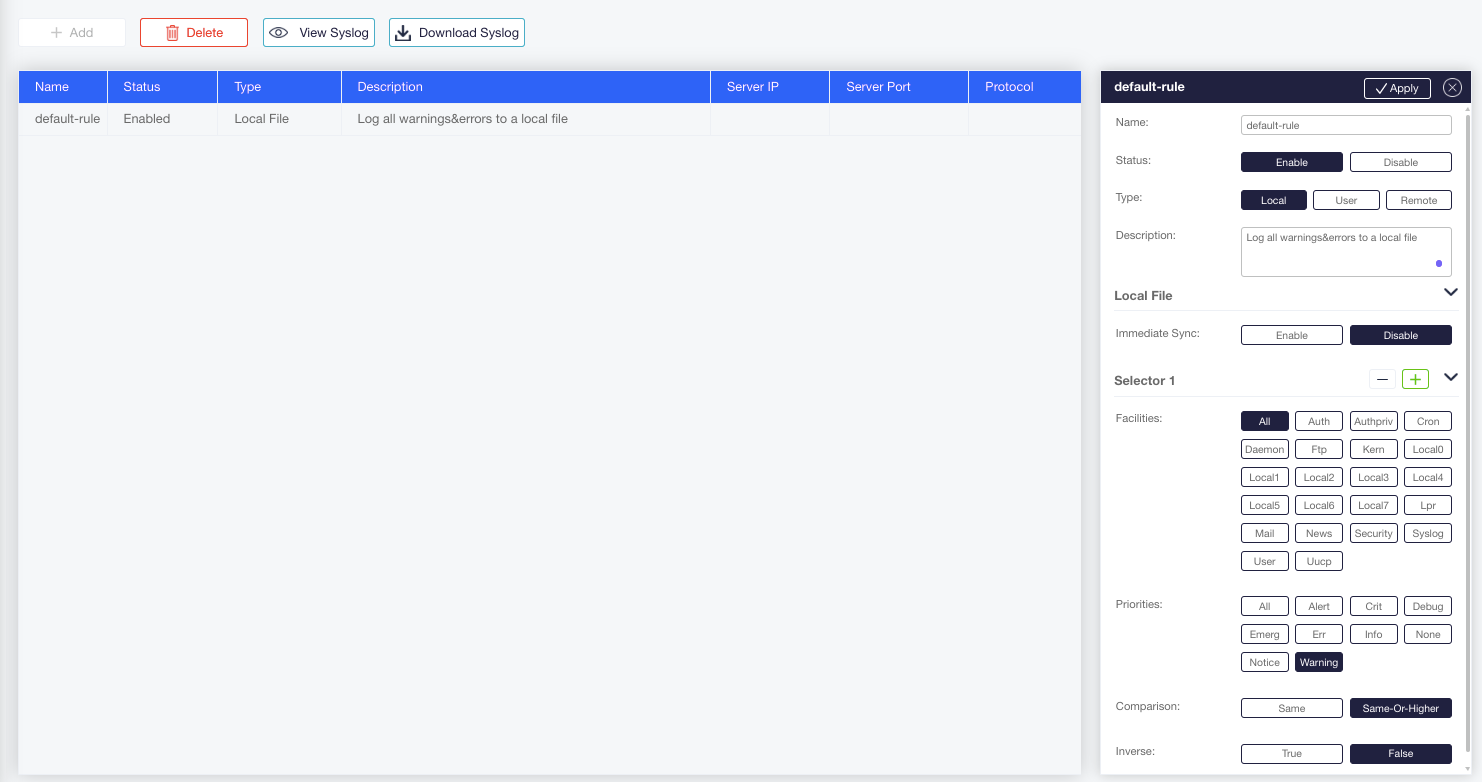 Add Delete View Syslog Download Syslog
Name Status Type Description Server IP Server Port Protocol
default-rule Enabled Local File Log all warnings&errors to a local file
default-rule Apply
Name: default-rule
Status: Enable Disable
Type: Local User Remote
Description: Log all warnings&errors to a local file
Local File
Immediate Sync: Enable Disable
Selector 1
Facilities: All Auth Authpriv Cron
Daemon Ftp Kern Local0
Local1 Local2 Local3 Local4
Local5 Local6 Local7 Lpr
Mail News Security Syslog
User Uucp
Priorities: All Alert Crit Debug
Emerg Err Info None
Notice Warning
Comparison: Same Same-Or-Higher
Inverse: True False